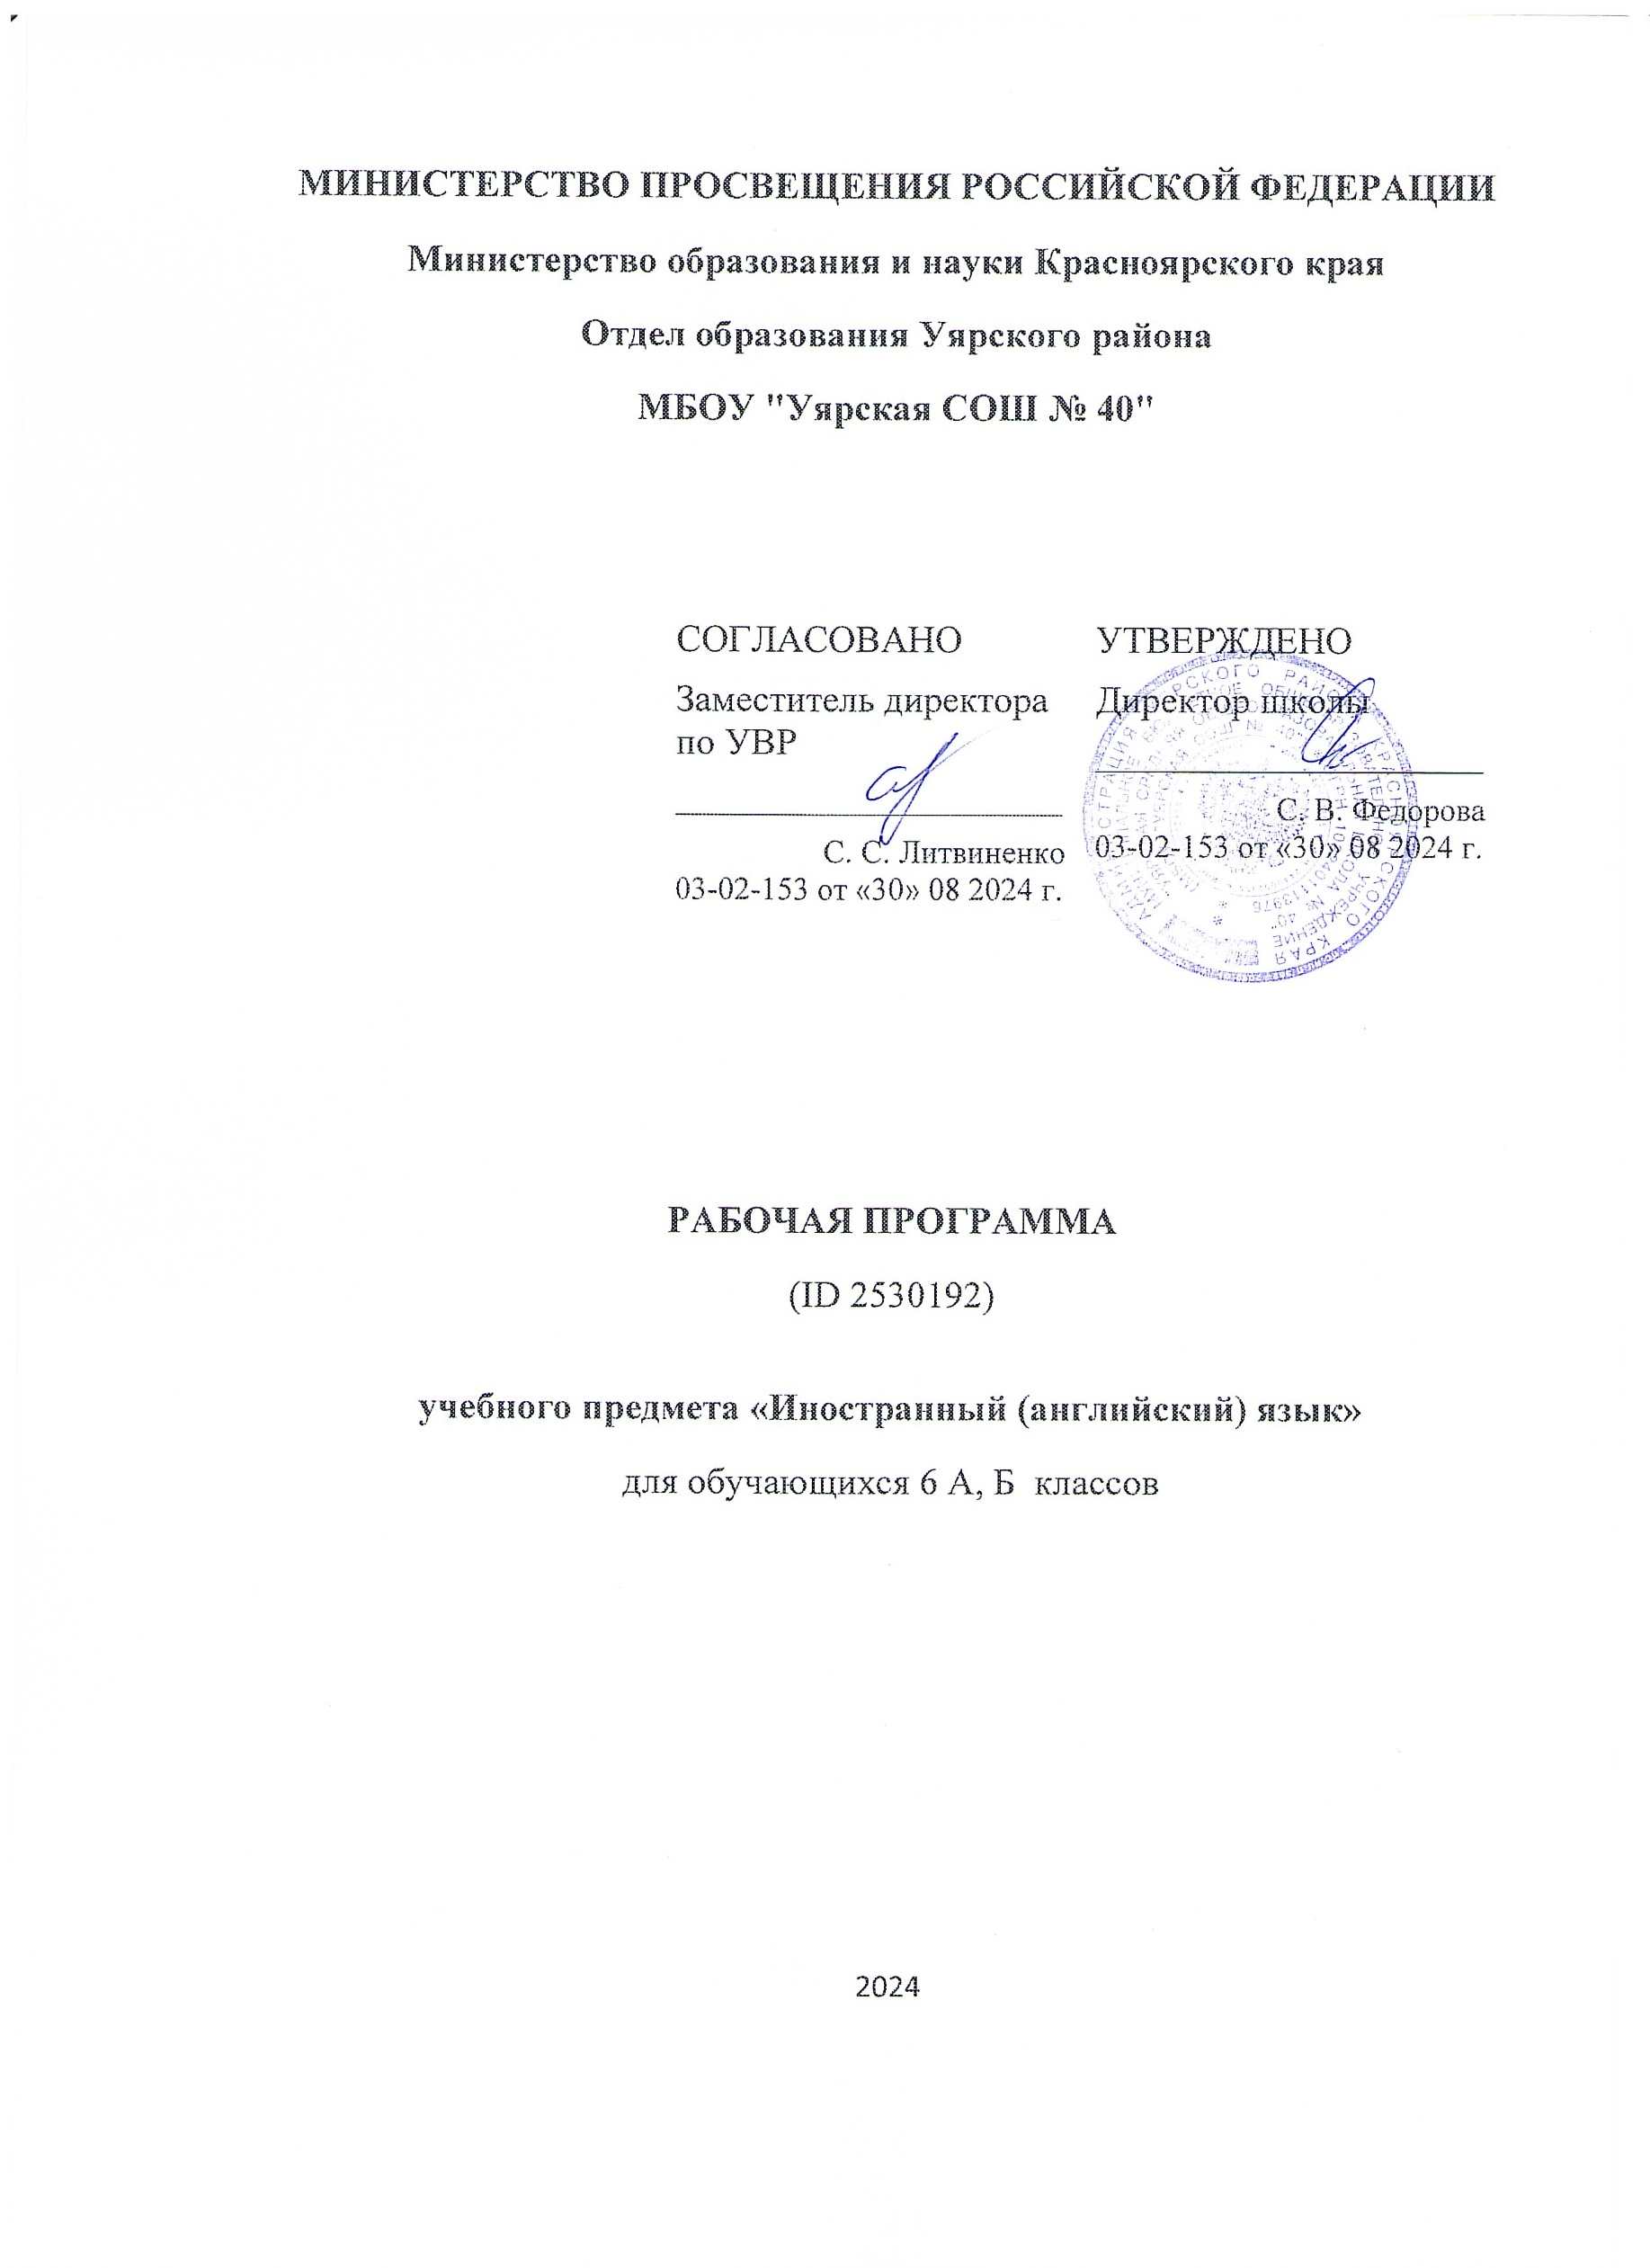 МИНИСТЕРСТВО ПРОСВЕЩЕНИЯ РОССИЙСКОЙ ФЕДЕРАЦИИ
Министерство образования и науки Красноярского края
Отдел образования Уярского района
МБОУ "Уярская СОШ № 40"
СОГЛАСОВАНО
Заместитель директора
по УВР
С. С. Литвиненко
03-02-153 от «30» 08 2024 г.
УТВЕРЖДЕНО
Директор школы
С. В. Федорова
03-02-153 от «30» 08 2024 г.
РАБОЧАЯ ПРОГРАММА
(ID 2530192)
учебного предмета «Иностранный (английский) язык»
для обучающихся 6 А, Б классов
2024